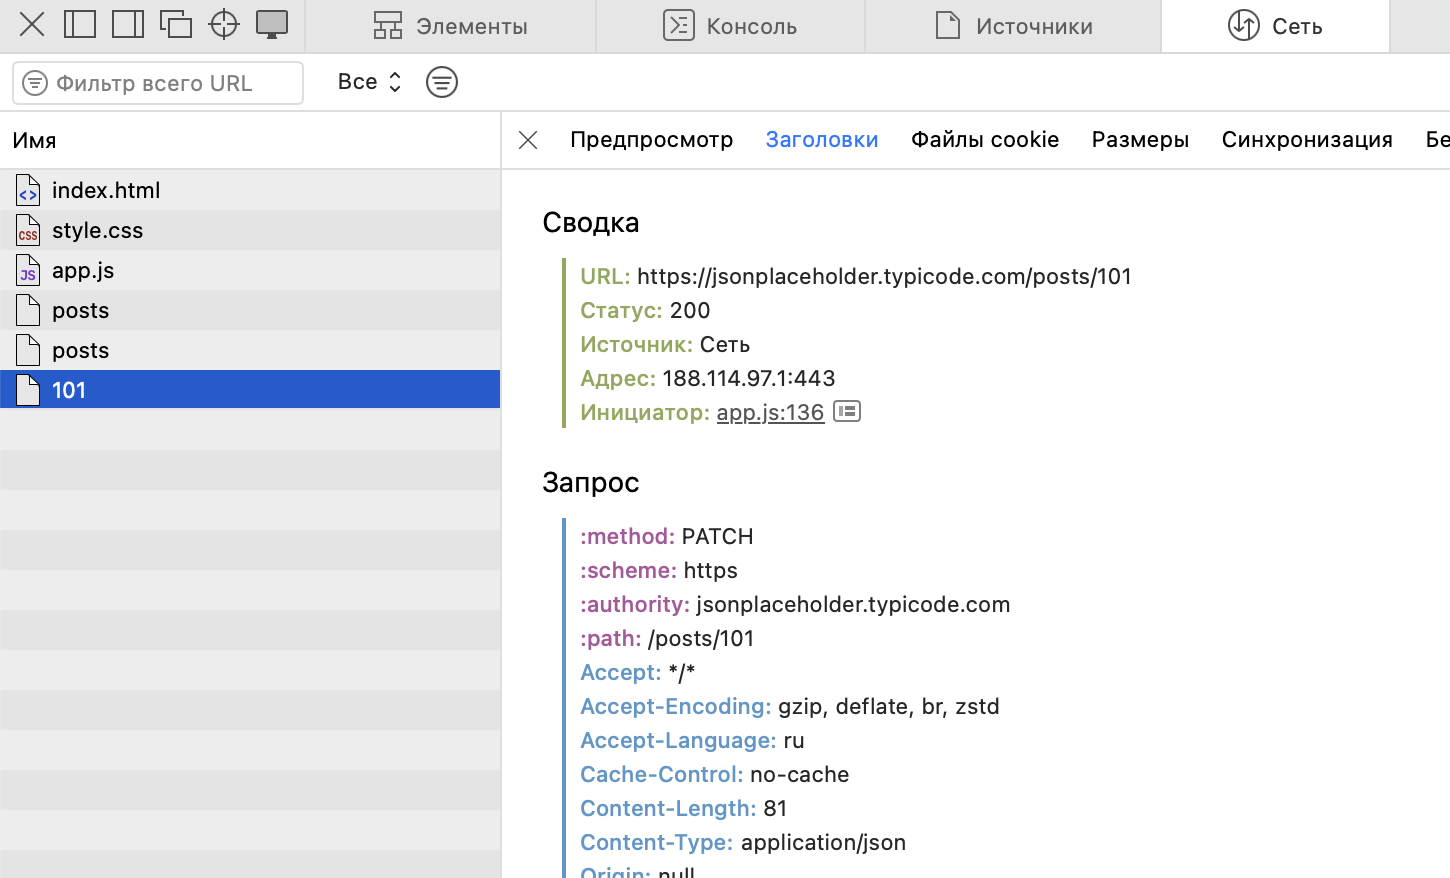 Элементы
Консоль
Источники
Сеть
Фильтр всего URL
Все
Имя
Предпросмотр
Заголовки
Файлы cookie
Размеры
Синхронизация
Бе
index.html
style.css
app.js
posts
posts
101
Сводка
URL: https://jsonplaceholder.typicode.com/posts/101
Статус: 200
Источник: Сеть
Адрес: 188.114.97.1:443
Инициатор: app.js:136
Запрос
:method: PATCH
:scheme: https
:authority: jsonplaceholder.typicode.com
:path: /posts/101
Accept: */*
Accept-Encoding: gzip, deflate, br, zstd
Accept-Language: ru
Cache-Control: no-cache
Content-Length: 81
Content-Type: application/json
Origin: null